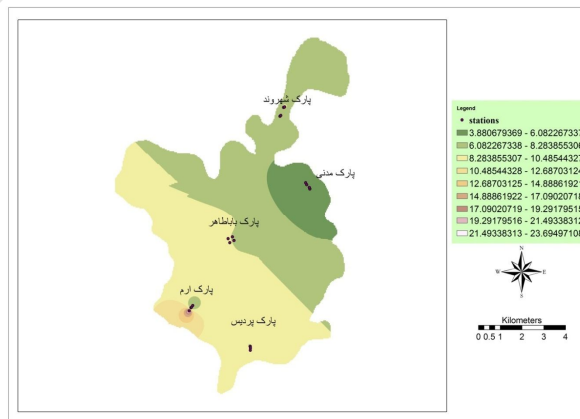 پارک شهروند
پارک مدنی
پارک باباطاهر
پارک ارم
پارک پردیس
Legend
stations
3.880679369 - 6.082267337
6.082267338 - 8.283855306
8.283855307 - 10.48544327
10.48544328 - 12.68703124
12.68703125 - 14.88861921
14.88861922 - 17.09020718
17.09020719 - 19.29179515
19.29179516 - 21.49338312
21.49338313 - 23.69497108
N
W E
S
Kilometers
0 0.5 1 2 3 4